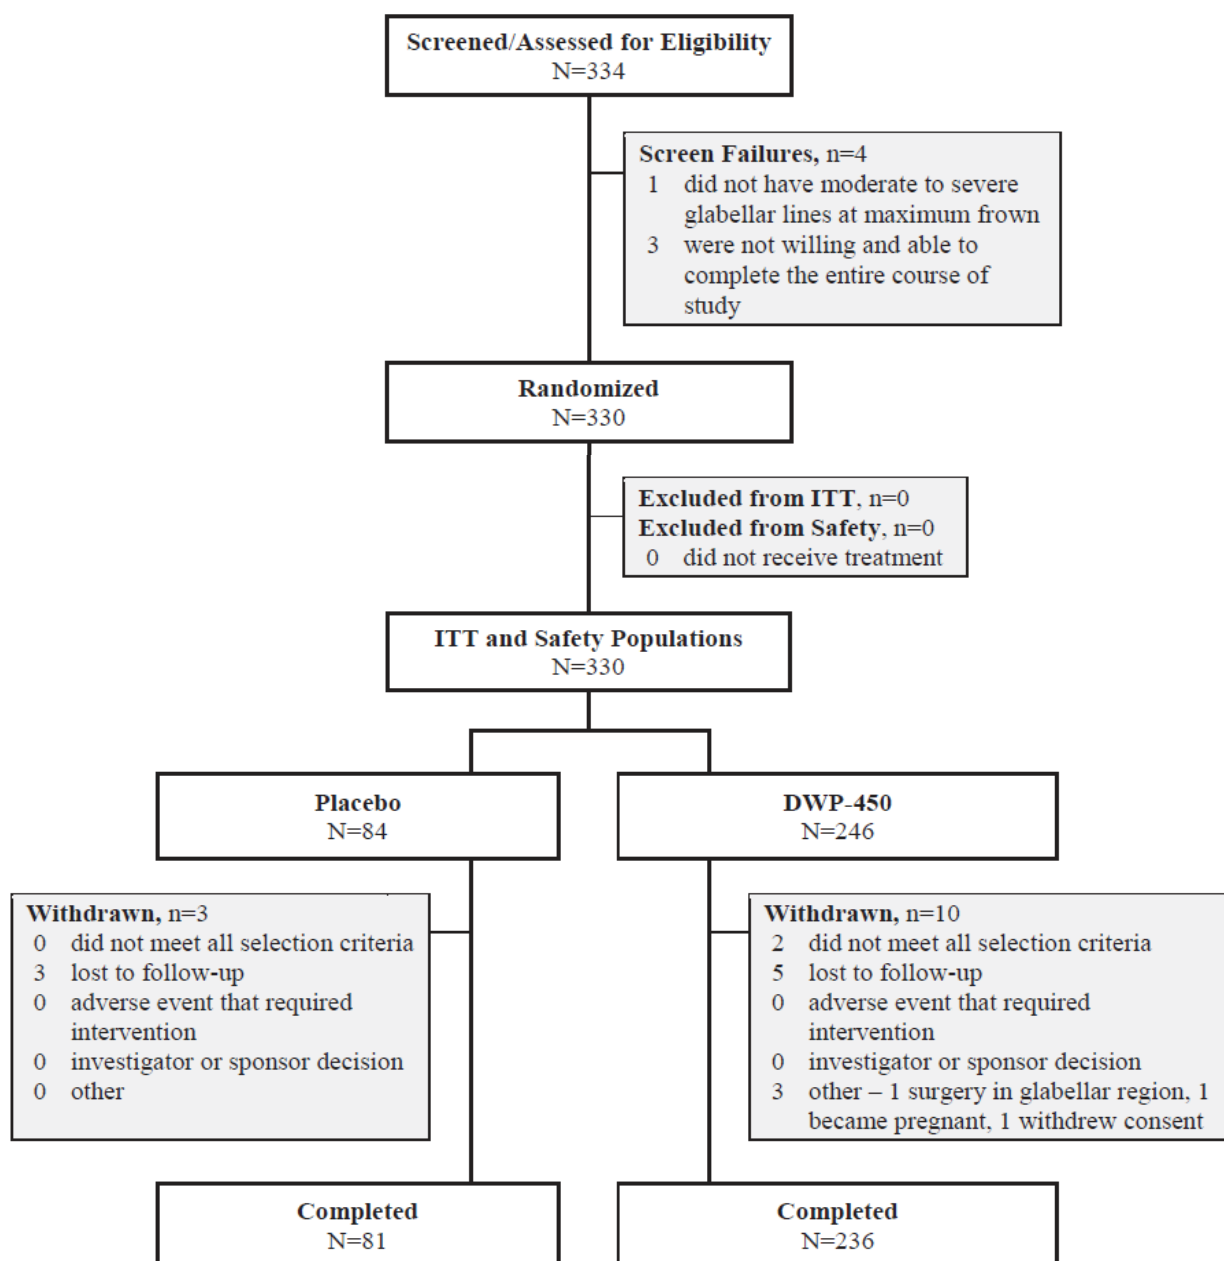 Screened/Assessed for Eligibility
N=334
Screen Failures, n=4
1 did not have moderate to severe
glabellar lines at maximum frown
3 were not willing and able to
complete the entire course of
study
Randomized
N=330
Excluded from ITT, n=0
Excluded from Safety, n=0
0 did not receive treatment
ITT and Safety Populations
N=330
Placebo
N=84
DWP-450
N=246
Withdrawn, n=3
0 did not meet all selection criteria
3 lost to follow-up
0 adverse event that required
intervention
0 investigator or sponsor decision
0 other
Withdrawn, n=10
2 did not meet all selection criteria
5 lost to follow-up
0 adverse event that required
intervention
0 investigator or sponsor decision
3 other – 1 surgery in glabellar region, 1
became pregnant, 1 withdrew consent
Completed
N=81
Completed
N=236